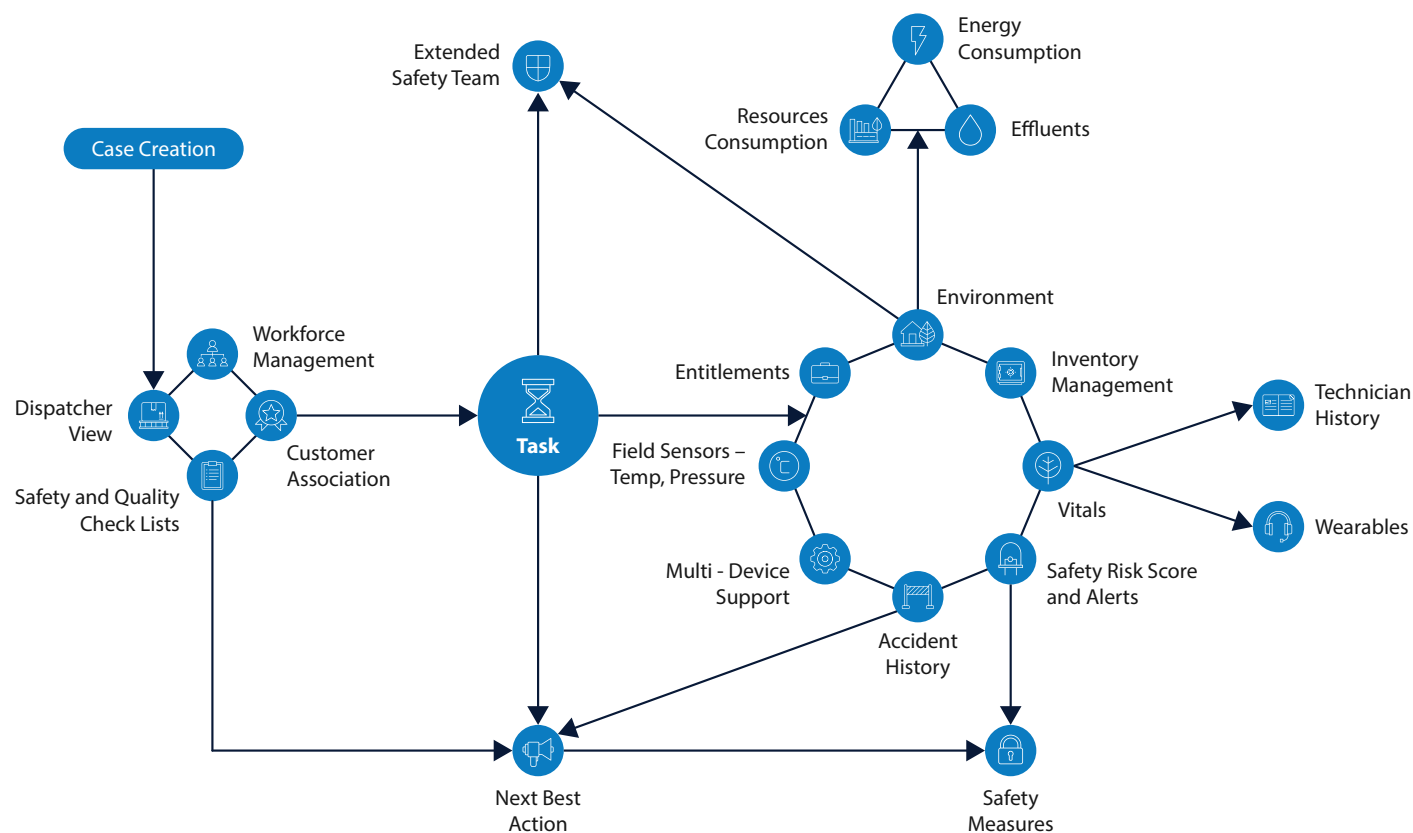 Energy
Consumption
Extended
Safety Team
Resources
Consumption
Effluents
Case Creation
Environment
Workforce
Management
Entitlements
Inventory
Management
Technician
History
Dispatcher
View
Task
Customer
Association
Field Sensors –
Temp, Pressure
Vitals
Safety and Quality
Check Lists
Wearables
Multi - Device
Support
Safety Risk Score
and Alerts
Accident
History
Next Best
Action
Safety
Measures